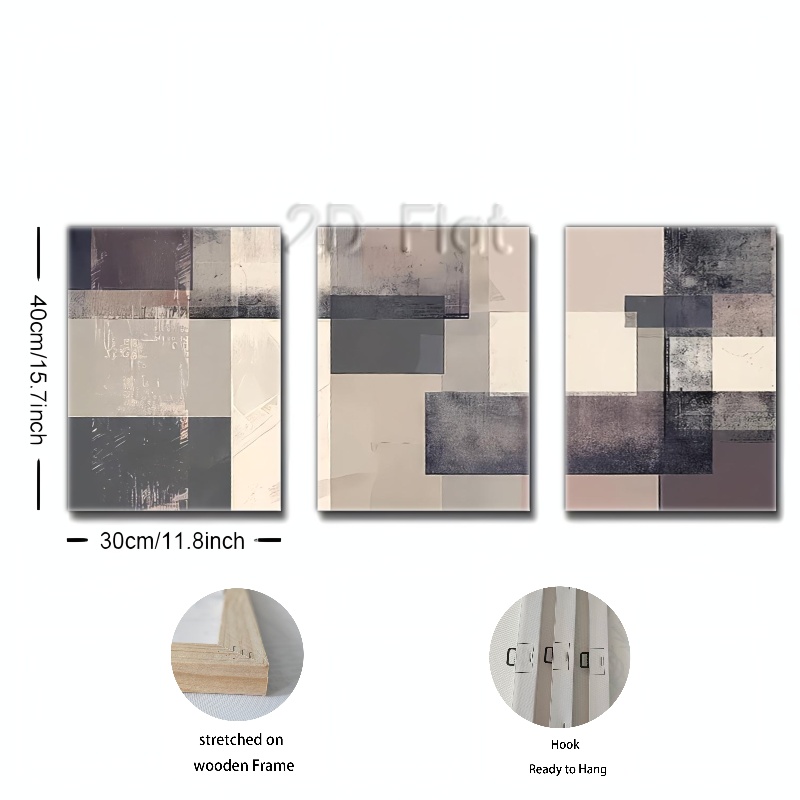 2D Flat
40cm/15.7inch
30cm/11.8inch
stretched on
wooden Frame
Hook
Ready to Hang